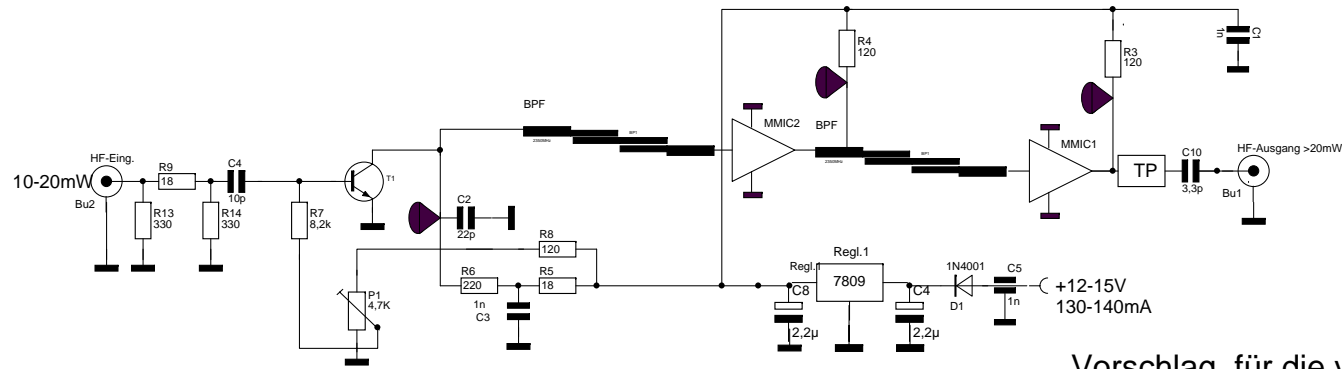 R4
120
R3
120
C1
1n
BPF
MMIC2
BPF
MMIC1
HF-Eing.
10-20mW
Bu2
R9
18
C4
10p
T1
R13
330
R14
330
R7
8,2k
C2
22p
TP
C10
3,3p
HF-Ausgang >20mW
Bu1
R8
120
R6
220
R5
18
1n
C3
P1
4,7K
Regl.1
Regl.1
7809
C8
2,2µ
C4
2,2µ
1N4001
D1
C5
1n
+12-15V
130-140mA
Vorschlag für die